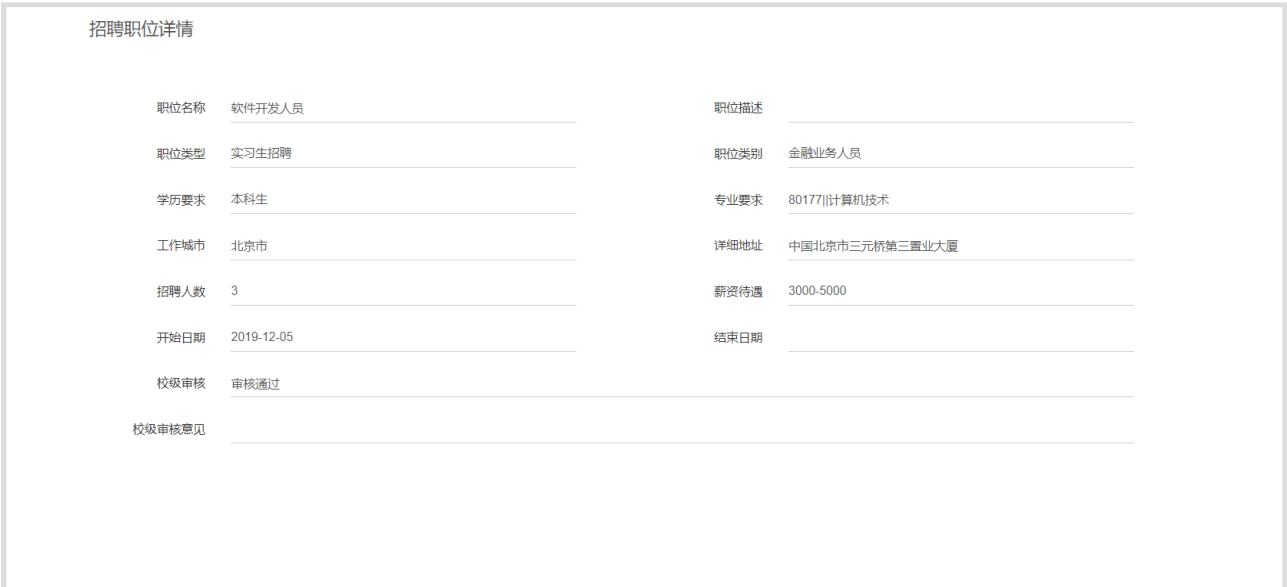 招聘职位详情
职位名称 软件开发人员 职位描述
职位类型 实习生招聘 职位类别 金融业务人员
学历要求 本科生 专业要求 80177||计算机技术
工作城市 北京市 详细地址 中国北京市三元桥第三置业大厦
招聘人数 3 薪资待遇 3000-5000
开始日期 2019-12-05 结束日期
校级审核 审核通过
校级审核意见